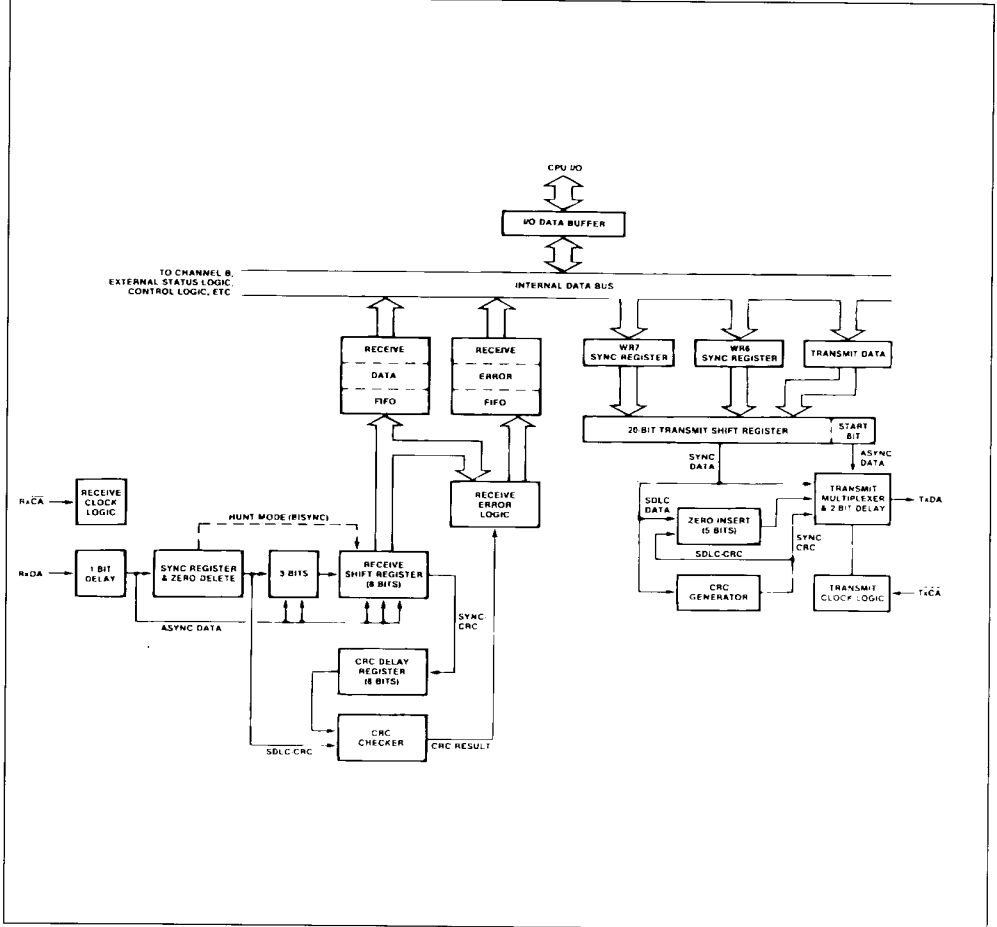 CPU I/O
I/O DATA BUFFER
TO CHANNEL B,
EXTERNAL STATUS LOGIC,
CONTROL LOGIC, ETC
INTERNAL DATA BUS
RECEIVE
DATA
FIFO
RECEIVE
ERROR
FIFO
WR7
SYNC REGISTER
WR6
SYNC REGISTER
TRANSMIT DATA
20-BIT TRANSMIT SHIFT REGISTER
START
BIT
SYNC
DATA
ASYNC
DATA
RxCA
RECEIVE
CLOCK
LOGIC
RECEIVE
ERROR
LOGIC
TRANSMIT
MULTIPLEXER
& 2 BIT DELAY
TxDA
SDLC
DATA
ZERO INSERT
(5 BITS)
SYNC
CRC
SDLC-CRC
HUNT MODE (BISYNC)
RxDA
1 BIT
DELAY
SYNC REGISTER
& ZERO DELETE
3 BITS
RECEIVE
SHIFT REGISTER
(8 BITS)
CRC
GENERATOR
TRANSMIT
CLOCK LOGIC
TxCA
ASYNC DATA
SYNC-
CRC
CRC DELAY
REGISTER
(8 BITS)
CRC
CHECKER
SDLC-CRC
CRC RESULT